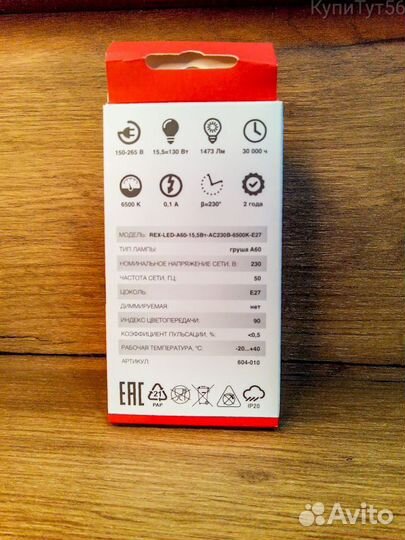 КупиТут56
150-265 В 15,5=130 Вт 1473 Лм 30 000 ч
6500 К 0,1 А β=230° 2 года
МОДЕЛЬ: REX-LED-A60-15,5Вт-AC230В-6500K-E27
ТИП ЛАМПЫ: груша А60
НОМИНАЛЬНОЕ НАПРЯЖЕНИЕ СЕТИ, В: 230
ЧАСТОТА СЕТИ, ГЦ: 50
ЦОКОЛЬ: E27
ДИММИРУЕМАЯ нет
ИНДЕКС ЦВЕТОПЕРЕДАЧИ: 90
КОЭФФИЦИЕНТ ПУЛЬСАЦИИ, %: <0,5
РАБОЧАЯ ТЕМПЕРАТУРА, °С: -20...+40
АРТИКУЛ: 604-010
EAC 21 PAP IP20
Avito